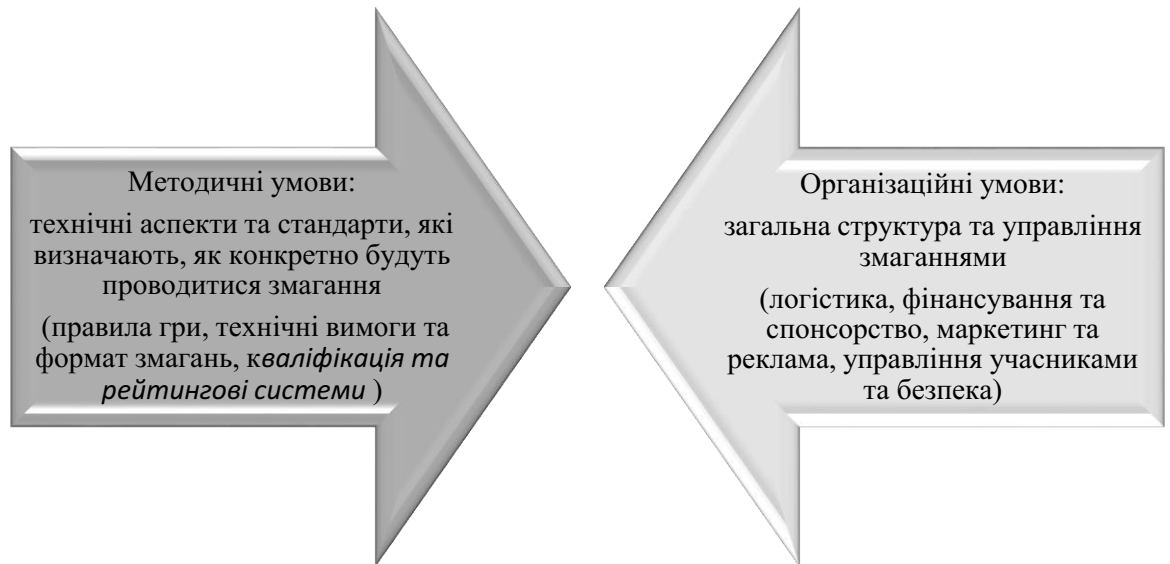 Методичні умови:
технічні аспекти та стандарти, які
визначають, як конкретно будуть
проводитися змагання
(правила гри, технічні вимоги та
формат змагань, кваліфікація та
рейтингові системи )
Організаційні умови:
загальна структура та управління
змаганнями
(логістика, фінансування та
спонсорство, маркетинг та
реклама, управління учасниками
та безпека)